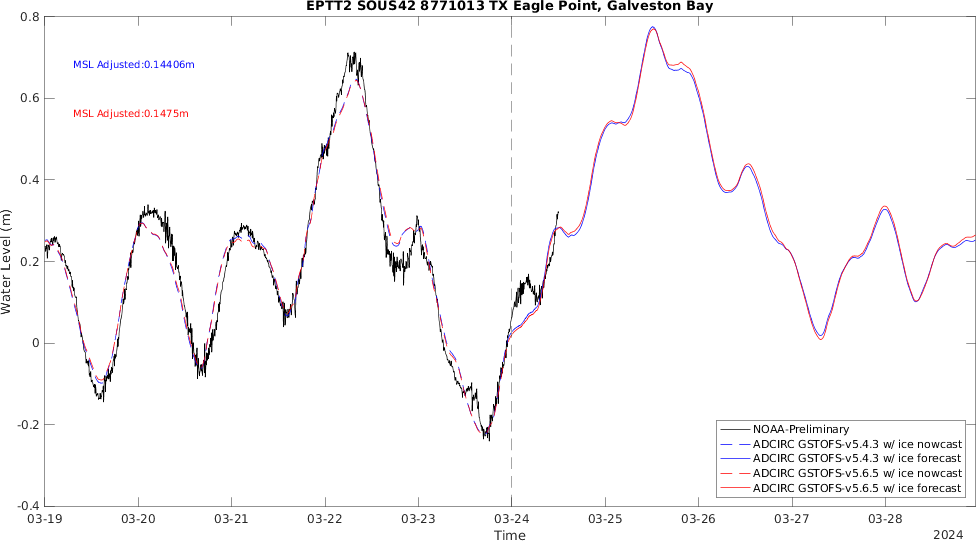 EPTT2 SOUS42 8771013 TX Eagle Point, Galveston Bay
0.8
MSL Adjusted:0.14406m
0.6
MSL Adjusted:0.1475m
0.4
0.2
Water Level (m)
0
-0.2
-0.4
NOAA-Preliminary
ADCIRC GSTOFS-v5.4.3 w/ ice nowcast
ADCIRC GSTOFS-v5.4.3 w/ ice forecast
ADCIRC GSTOFS-v5.6.5 w/ ice nowcast
ADCIRC GSTOFS-v5.6.5 w/ ice forecast
03-19 03-20 03-21 03-22 03-23 03-24 03-25 03-26 03-27 03-28
Time
2024